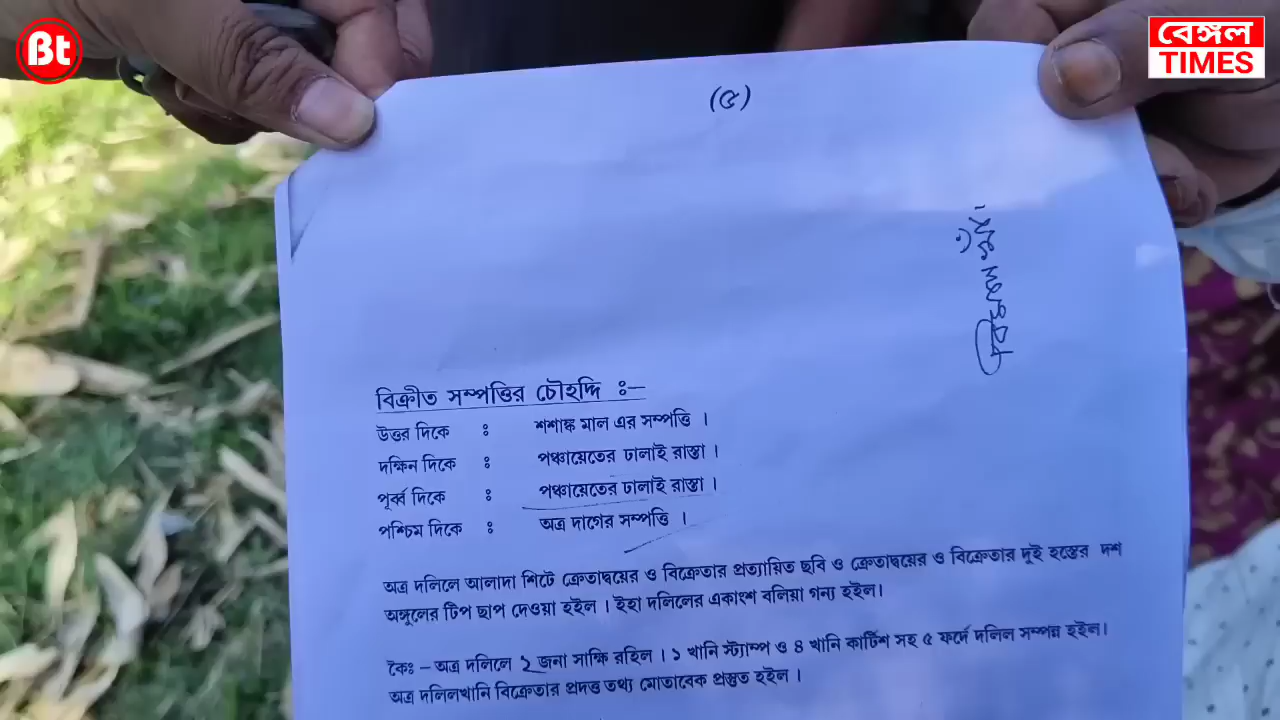 Bt
বেঙ্গল
TIMES
(৫)
বিক্রীত সম্পত্তির চৌহদ্দি ঃ—
উত্তর দিকে ঃ শশাঙ্ক মাল এর সম্পত্তি ।
দক্ষিন দিকে ঃ পঞ্চায়েতের ঢালাই রাস্তা ।
পূর্ব্ব দিকে ঃ পঞ্চায়েতের ঢালাই রাস্তা ।
পশ্চিম দিকে ঃ অত্র দাগের সম্পত্তি ।
অত্র দলিলে আলাদা শিটে ক্রেতাদ্বয়ের ও বিক্রেতার প্রত্যায়িত ছবি ও ক্রেতাদ্বয়ের ও বিক্রেতার দুই হস্তের দশ
অঙ্গুলের টিপ ছাপ দেওয়া হইল । ইহা দলিলের একাংশ বলিয়া গন্য হইল।
কৈঃ – অত্র দলিলে ২ জনা সাক্ষি রহিল । ১ খানি স্ট্যাম্প ও ৪ খানি কার্টিশ সহ ৫ ফর্দে দলিল সম্পন্ন হইল।
অত্র দলিলখানি বিক্রেতার প্রদত্ত তথ্য মোতাবেক প্রস্তুত হইল ।